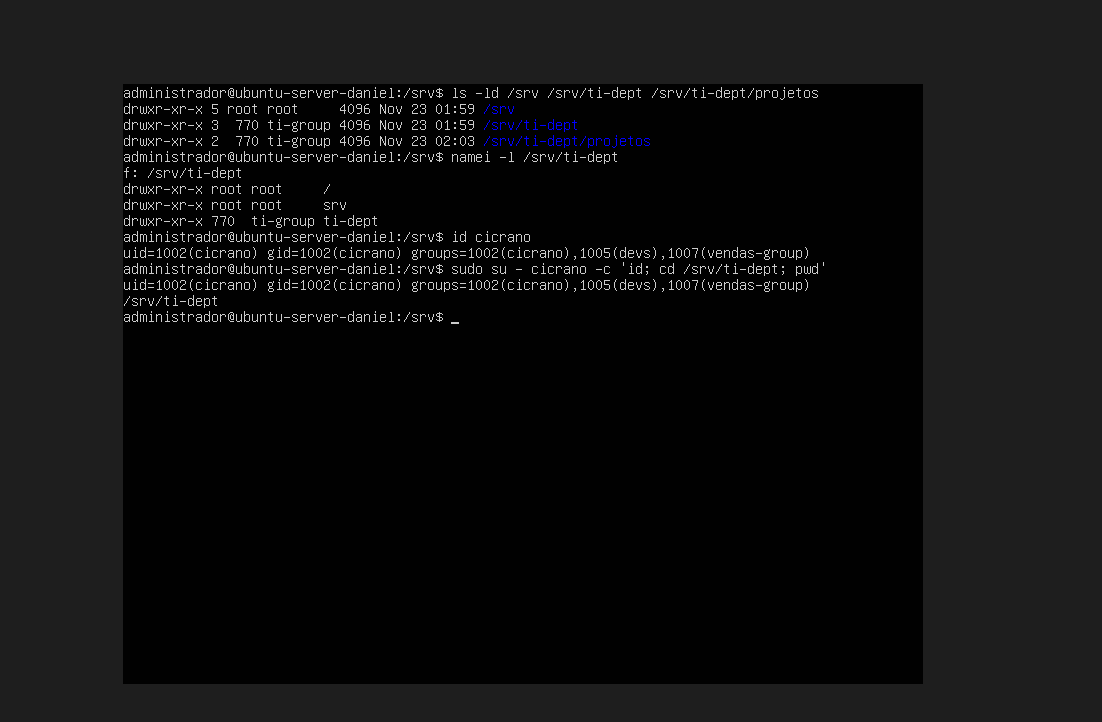 administrador@ubuntu-server-daniel:/srv$ ls -ld /srv /srv/ti-dept /srv/ti-dept/projetos
drwxr-xr-x 5 root root     4096 Nov 23 01:59 /srv
drwxr-xr-x 3  770 ti-group 4096 Nov 23 01:59 /srv/ti-dept
drwxr-xr-x 2  770 ti-group 4096 Nov 23 02:03 /srv/ti-dept/projetos
administrador@ubuntu-server-daniel:/srv$ namei -l /srv/ti-dept
f: /srv/ti-dept
drwxr-xr-x root root     /
drwxr-xr-x root root     srv
drwxr-xr-x 770  ti-group ti-dept
administrador@ubuntu-server-daniel:/srv$ id cicrano
uid=1002(cicrano) gid=1002(cicrano) groups=1002(cicrano),1005(devs),1007(vendas-group)
administrador@ubuntu-server-daniel:/srv$ sudo su - cicrano -c 'id; cd /srv/ti-dept; pwd'
uid=1002(cicrano) gid=1002(cicrano) groups=1002(cicrano),1005(devs),1007(vendas-group)
/srv/ti-dept
administrador@ubuntu-server-daniel:/srv$ _